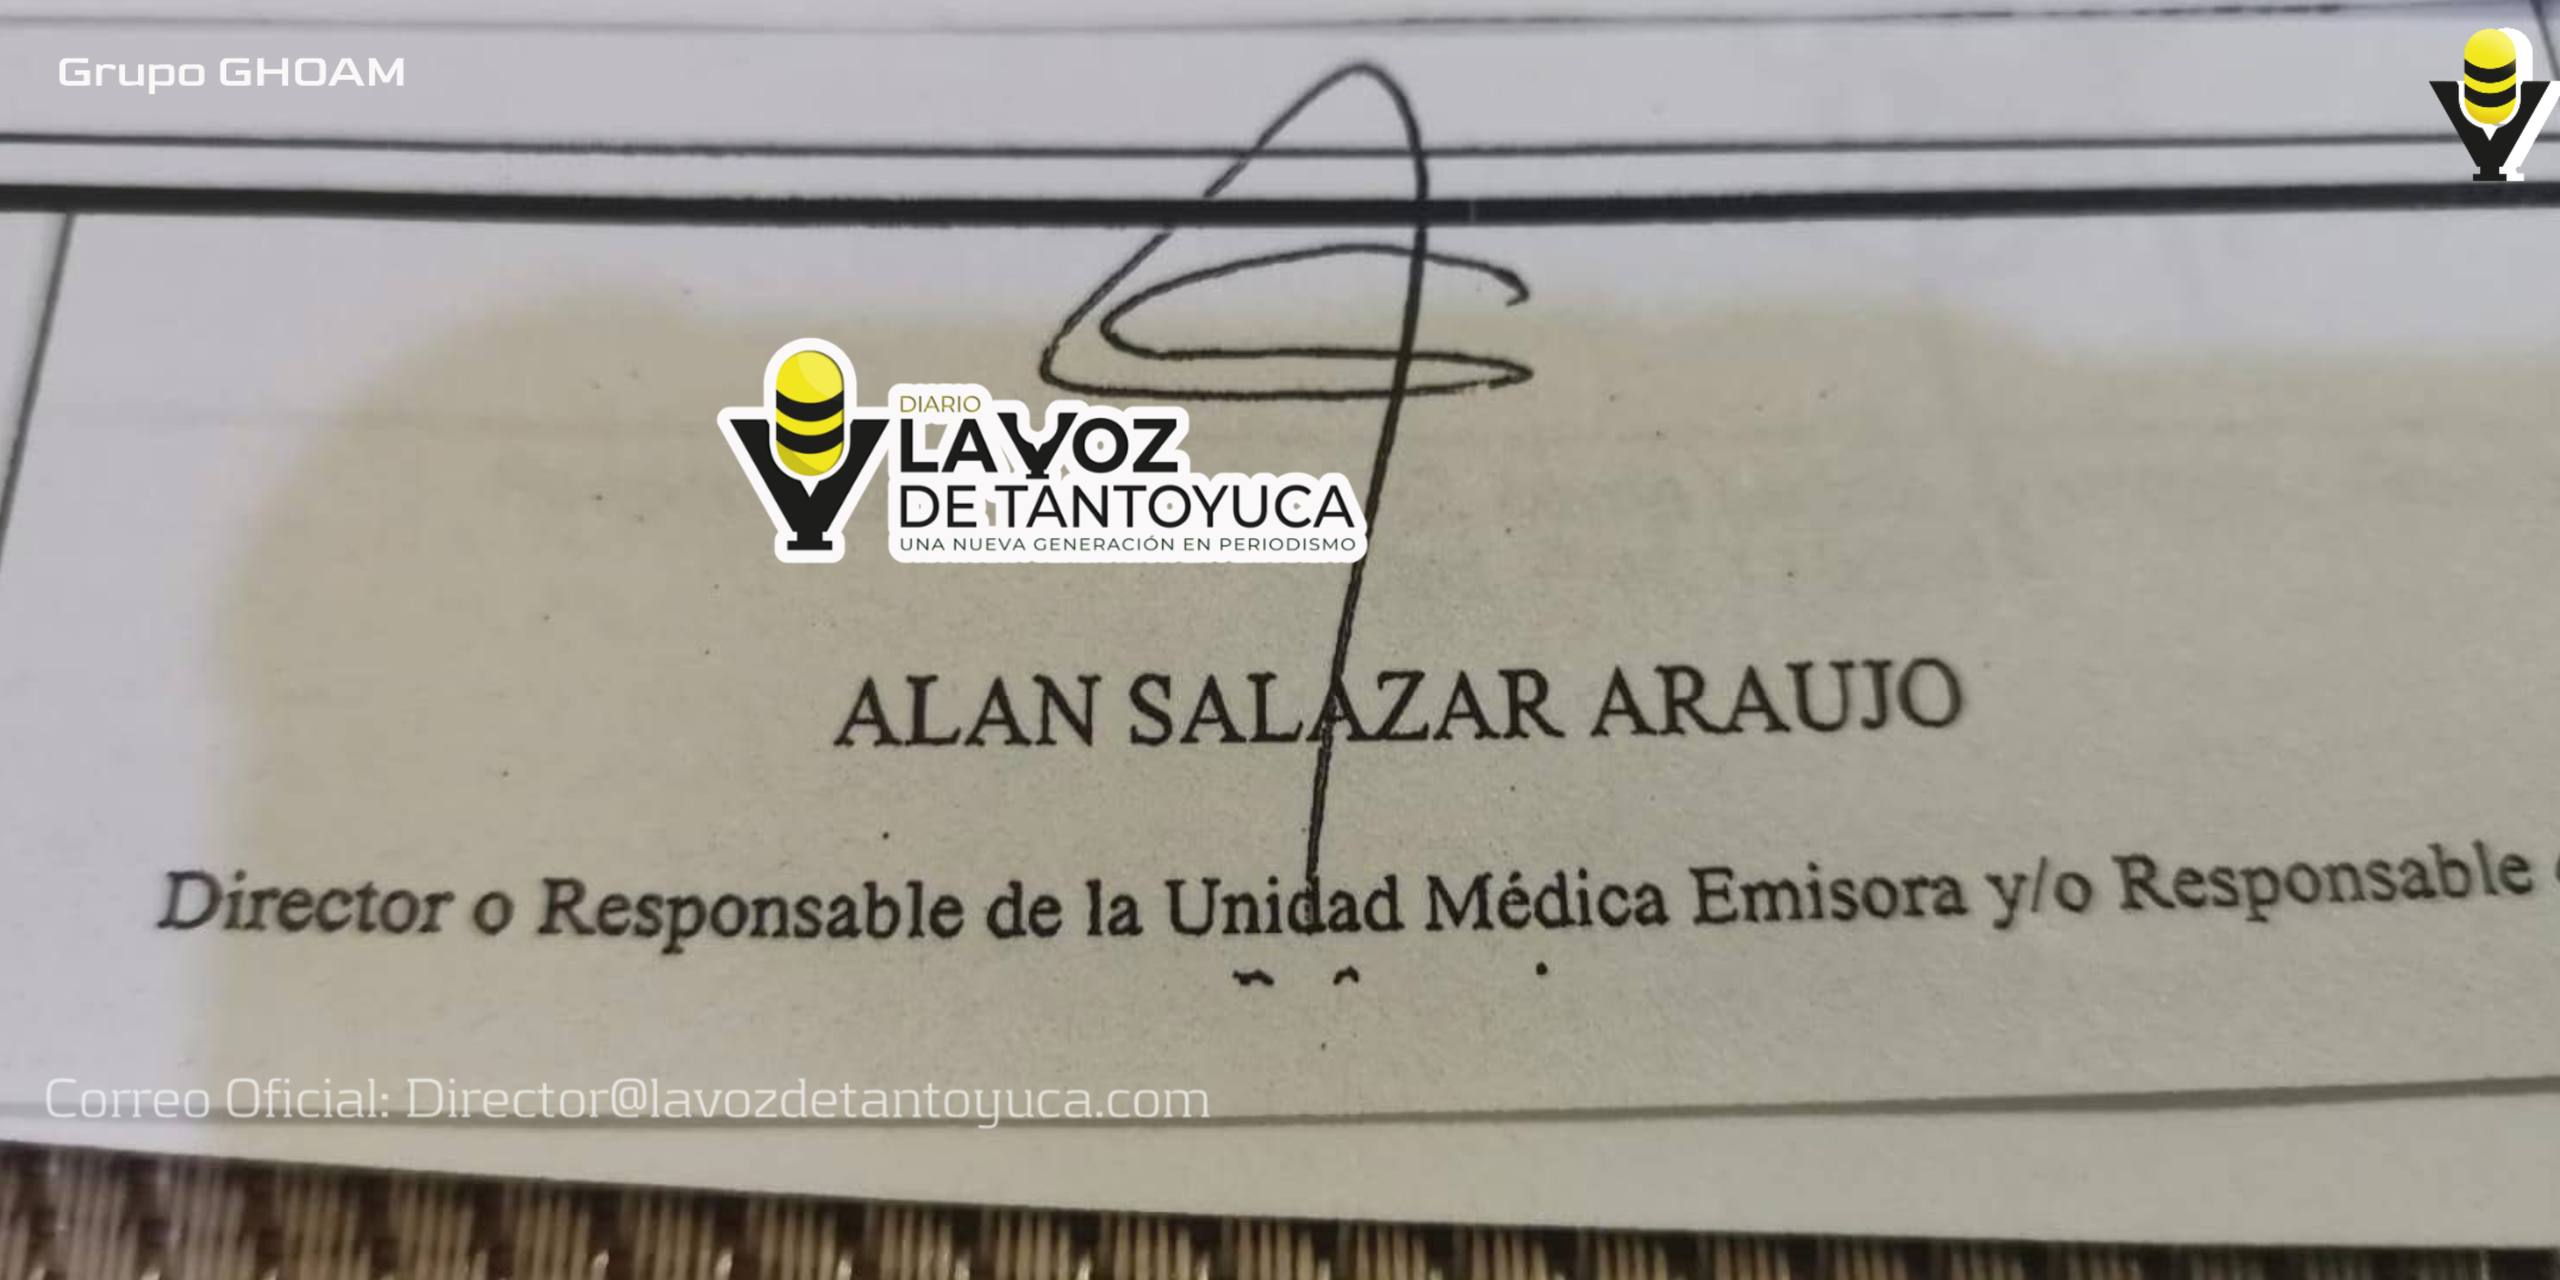 Grupo GHOAM
DIARIO
LA VOZ
DE TANTOYUCA
UNA NUEVA GENERACIÓN EN PERIODISMO
ALAN SALAZAR ARAUJO
Director o Responsable de la Unidad Médica Emisora y/o Responsable
Correo Oficial: Director@lavozdetantoyuca.com